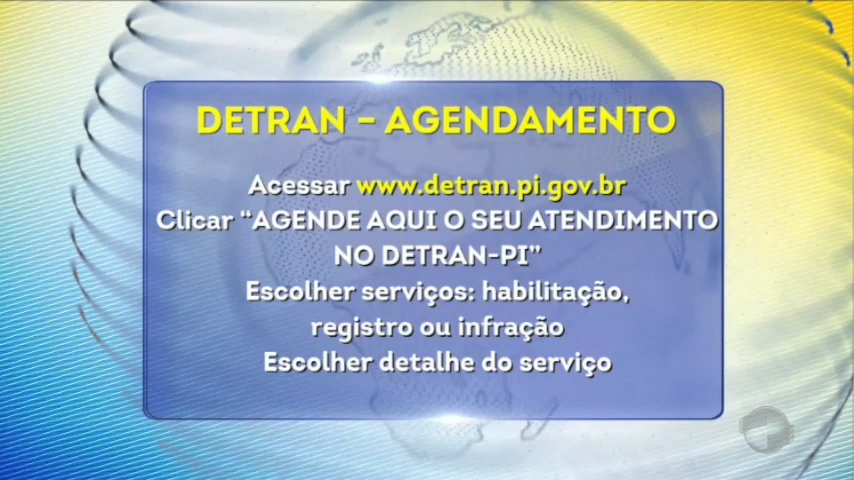 DETRAN – AGENDAMENTO
Acessar www.detran.pi.gov.br
Clicar “AGENDE AQUI O SEU ATENDIMENTO
NO DETRAN-PI”
Escolher serviços: habilitação,
registro ou infração
Escolher detalhe do serviço